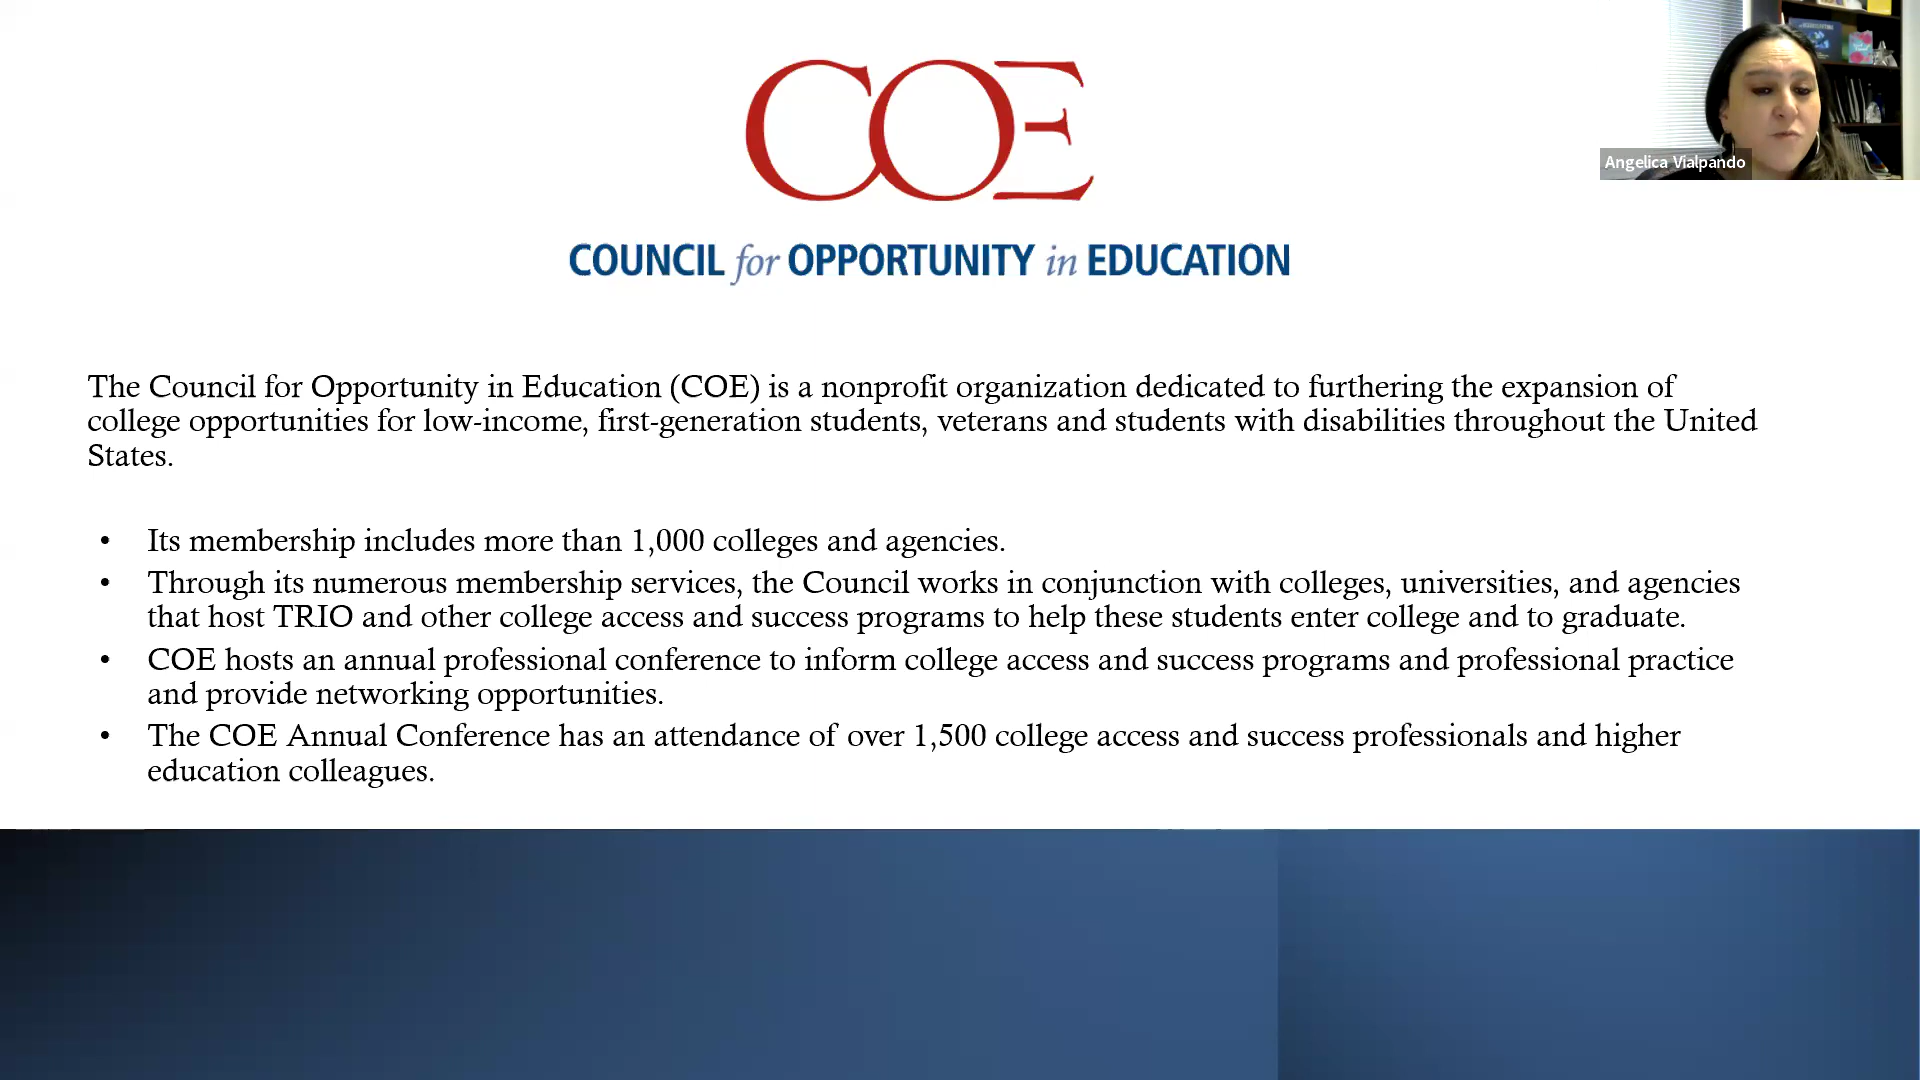 COE
Angelica Vialpando
COUNCIL for OPPORTUNITY in EDUCATION
The Council for Opportunity in Education (COE) is a nonprofit organization dedicated to furthering the expansion of
college opportunities for low-income, first-generation students, veterans and students with disabilities throughout the United
States.
• Its membership includes more than 1,000 colleges and agencies.
• Through its numerous membership services, the Council works in conjunction with colleges, universities, and agencies
that host TRIO and other college access and success programs to help these students enter college and to graduate.
• COE hosts an annual professional conference to inform college access and success programs and professional practice
and provide networking opportunities.
• The COE Annual Conference has an attendance of over 1,500 college access and success professionals and higher
education colleagues.